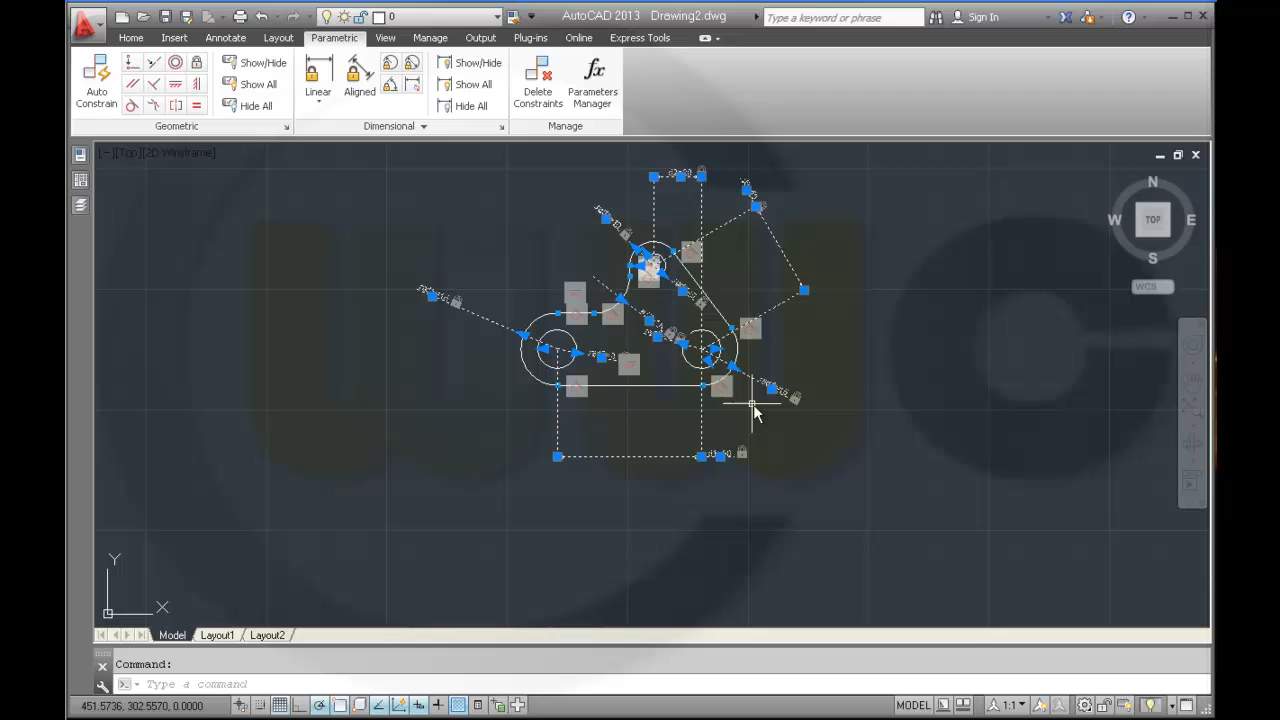 0
AutoCAD 2013 Drawing2.dwg
Type a keyword or phrase
Sign In
Home Insert Annotate Layout Parametric View Manage Output Plug-ins Online Express Tools
Auto Constrain
Show/Hide
Show All
Hide All
Geometric
Linear
Aligned
Show/Hide
Show All
Hide All
Dimensional
fx
Delete Constraints
Parameters Manager
Manage
[−][Top][2D Wireframe]
N
W TOP E
S
WCS
Y
X
Model Layout1 Layout2
Command:
Type a command
451.5736, 302.5570, 0.0000
MODEL
1:1